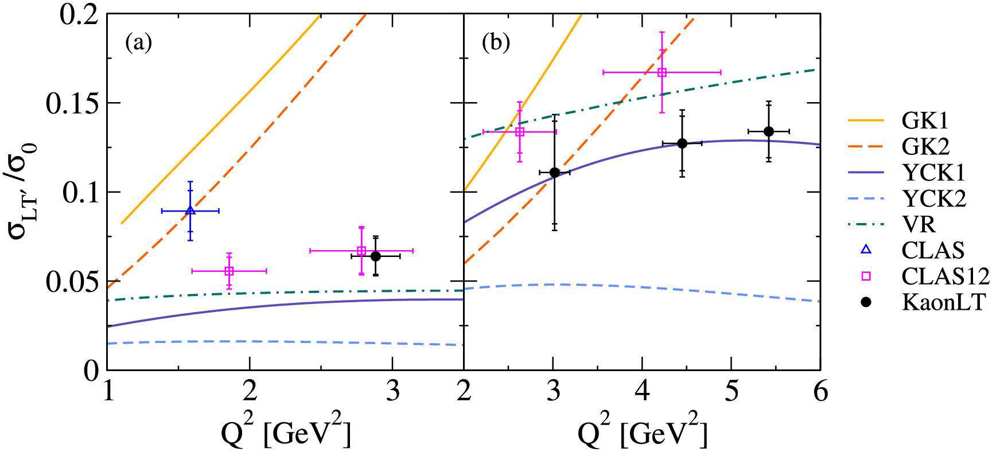 0.2
0.15
0.1
0.05
0
σLT′/σ0
(a)
(b)
1 2 3 2 3 4 5 6
Q² [GeV²]
Q² [GeV²]
GK1
GK2
YCK1
YCK2
VR
CLAS
CLAS12
KaonLT